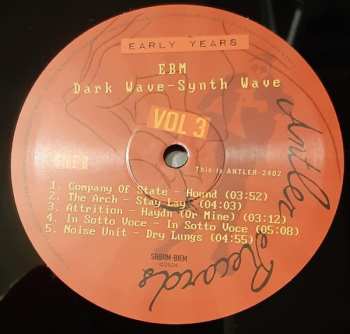 EARLY YEARS
EBM
Dark Wave-Synth Wave
VOL 3
This is ANTLER-2402
1. Company Of State - Hound (03:52)
2. The Arch - Stay Lay (04:03)
3. Attrition - Haydn (Or Mine) (03:12)
4. In Sotto Voce - In Sotto Voce (05:08)
5. Noise Unit - Dry Lungs (04:55)
SABAM-BIEM
Antler Records